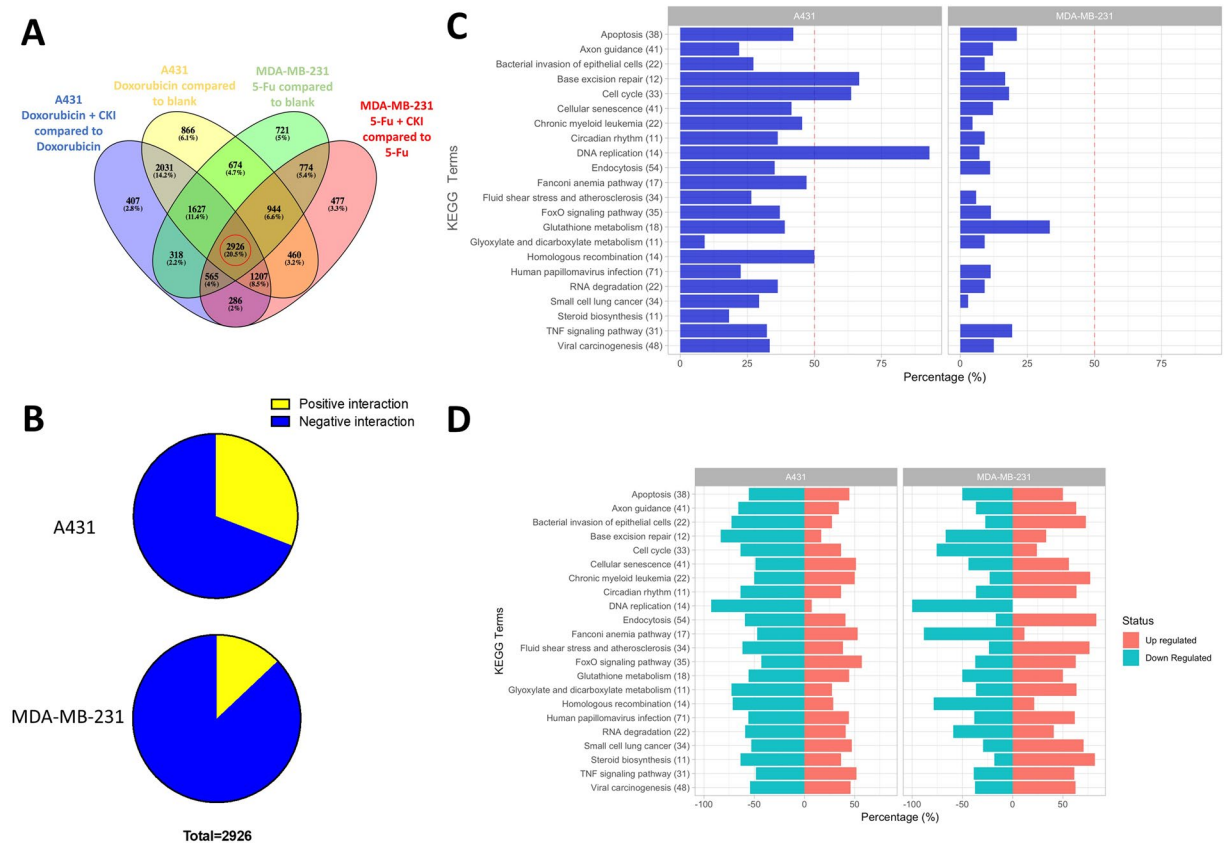 A
A431
Doxorubicin + CKI
compared to
Doxorubicin
A431
Doxorubicin compared
to blank
MDA-MB-231
5-Fu compared
to blank
MDA-MB-231
5-Fu + CKI
compared to
5-Fu
866
(6.1%)
721
(5%)
2031
(14.2%)
674
(4.7%)
774
(5.4%)
407
(2.8%)
1627
(11.4%)
944
(6.6%)
477
(3.3%)
2926
(20.5%)
318
(2.2%)
460
(3.2%)
565
(4%)
1207
(8.5%)
286
(2%)
B
Positive interaction
Negative interaction
A431
MDA-MB-231
Total=2926
C
A431
MDA-MB-231
KEGG Terms
Apoptosis (38)
Axon guidance (41)
Bacterial invasion of epithelial cells (22)
Base excision repair (12)
Cell cycle (33)
Cellular senescence (41)
Chronic myeloid leukemia (22)
Circadian rhythm (11)
DNA replication (14)
Endocytosis (54)
Fanconi anemia pathway (17)
Fluid shear stress and atherosclerosis (34)
FoxO signaling pathway (35)
Glutathione metabolism (18)
Glyoxylate and dicarboxylate metabolism (11)
Homologous recombination (14)
Human papillomavirus infection (71)
RNA degradation (22)
Small cell lung cancer (34)
Steroid biosynthesis (11)
TNF signaling pathway (31)
Viral carcinogenesis (48)
0 25 50 75
0 25 50 75
Percentage (%)
D
A431
MDA-MB-231
KEGG Terms
Apoptosis (38)
Axon guidance (41)
Bacterial invasion of epithelial cells (22)
Base excision repair (12)
Cell cycle (33)
Cellular senescence (41)
Chronic myeloid leukemia (22)
Circadian rhythm (11)
DNA replication (14)
Endocytosis (54)
Fanconi anemia pathway (17)
Fluid shear stress and atherosclerosis (34)
FoxO signaling pathway (35)
Glutathione metabolism (18)
Glyoxylate and dicarboxylate metabolism (11)
Homologous recombination (14)
Human papillomavirus infection (71)
RNA degradation (22)
Small cell lung cancer (34)
Steroid biosynthesis (11)
TNF signaling pathway (31)
Viral carcinogenesis (48)
-100 -50 0 50
-100 -50 0 50
Percentage (%)
Status
Up regulated
Down Regulated